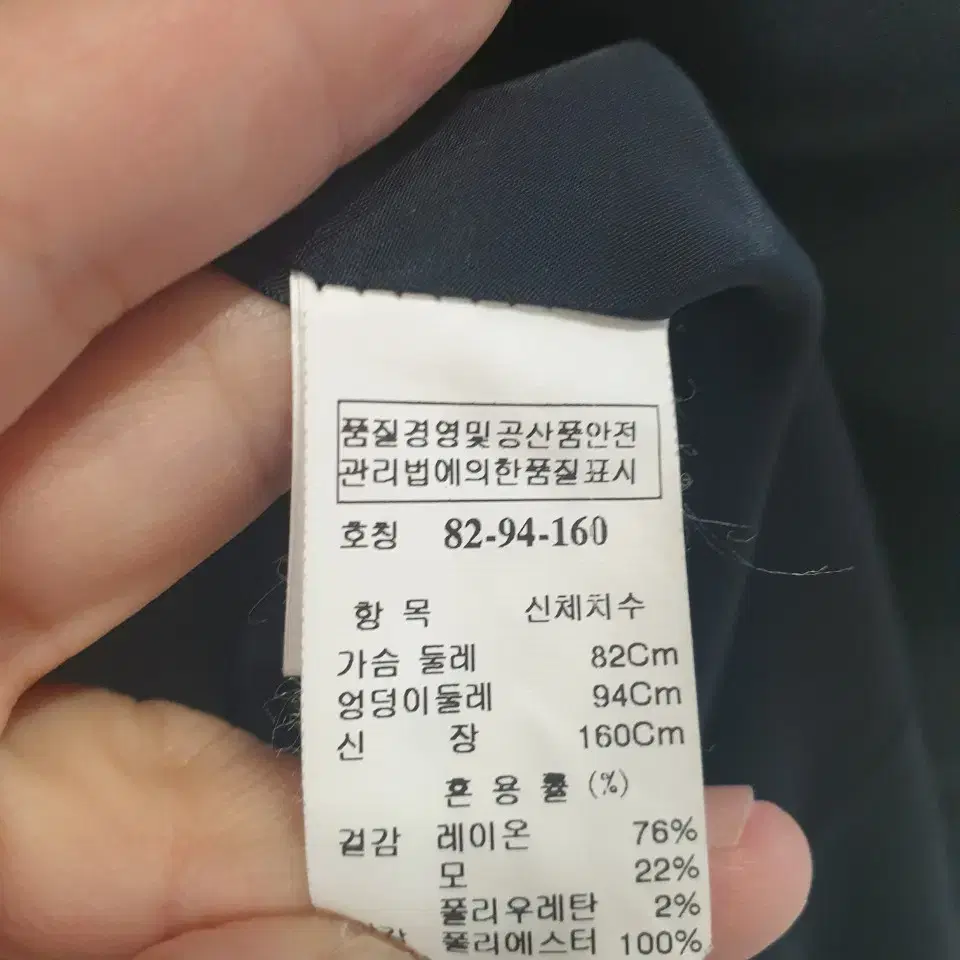 품질경영및공산품안전
관리법에의한품질표시
호칭 82-94-160
항 목 신체치수
가슴 둘레 82Cm
엉덩이둘레 94Cm
신 장 160Cm
혼 용 률 (%)
겉감 레이온 76%
모 22%
폴리우레탄 2%
폴리에스터 100%